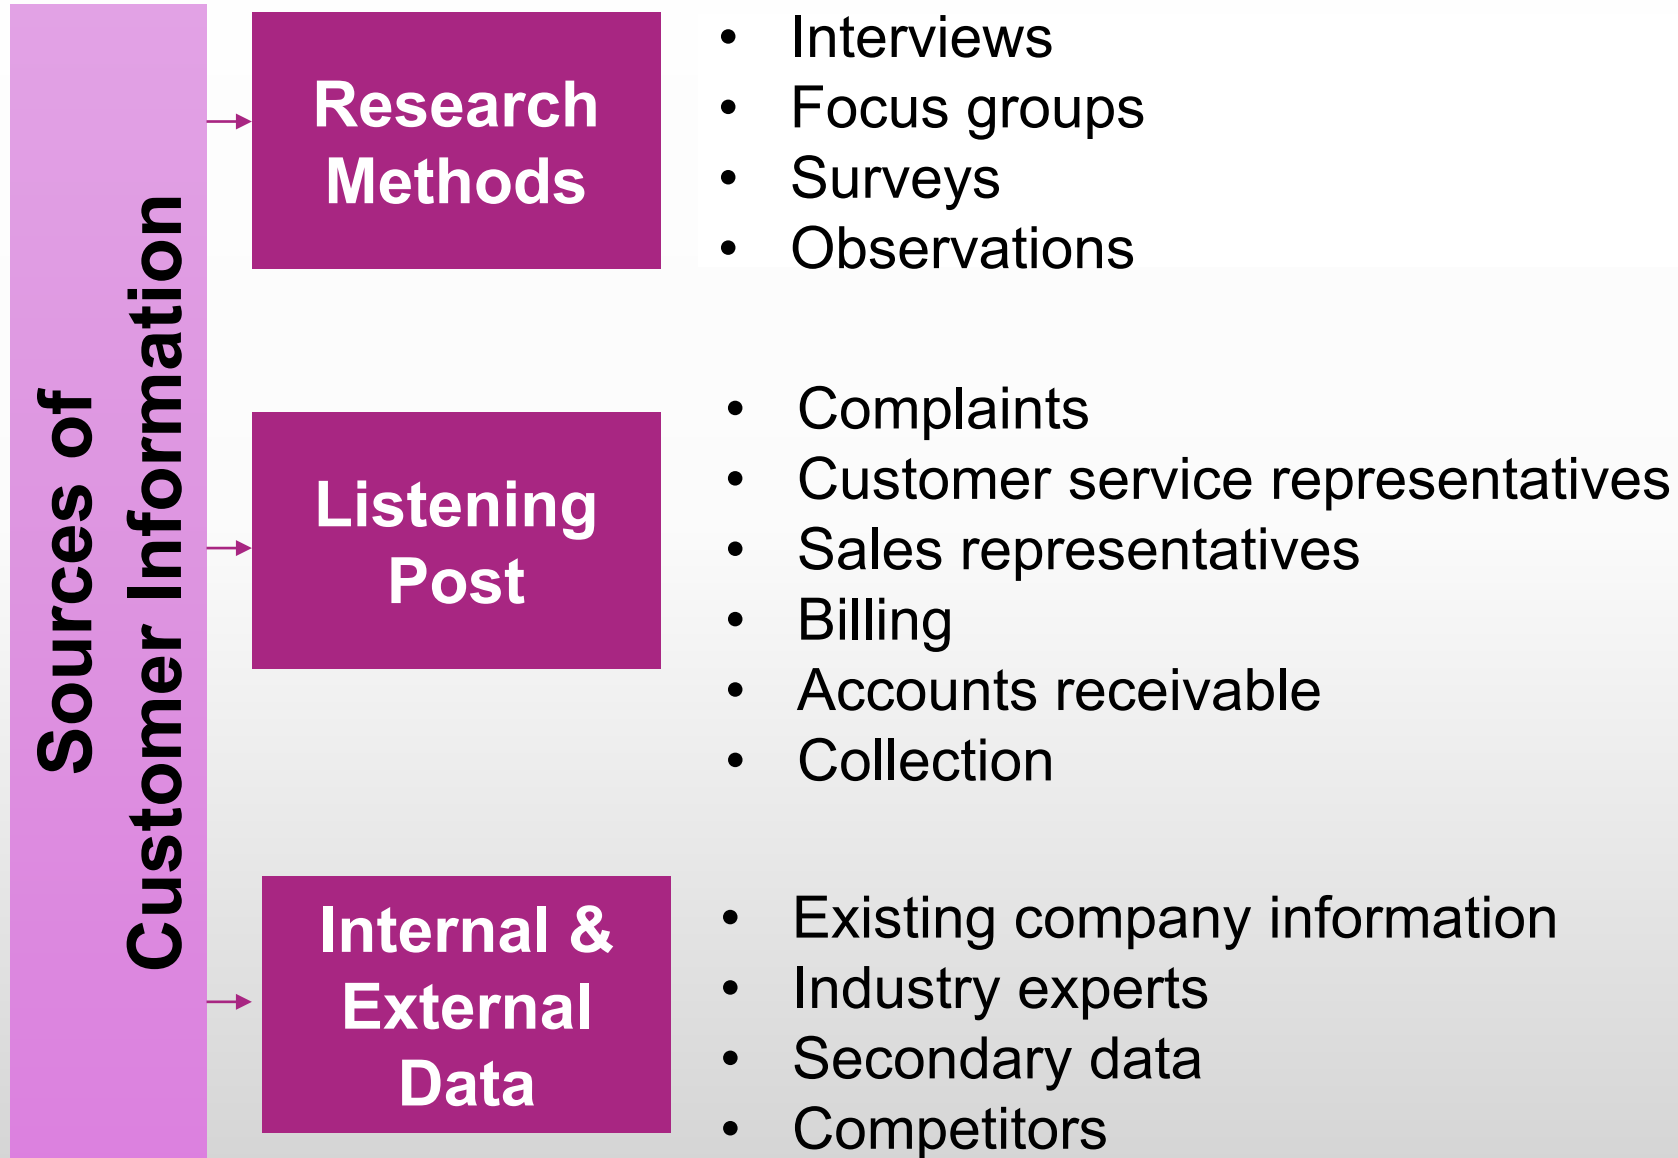 Sources of
Customer Information
Research
Methods
• Interviews
• Focus groups
• Surveys
• Observations
Listening
Post
• Complaints
• Customer service representatives
• Sales representatives
• Billing
• Accounts receivable
• Collection
Internal &
External
Data
• Existing company information
• Industry experts
• Secondary data
• Competitors